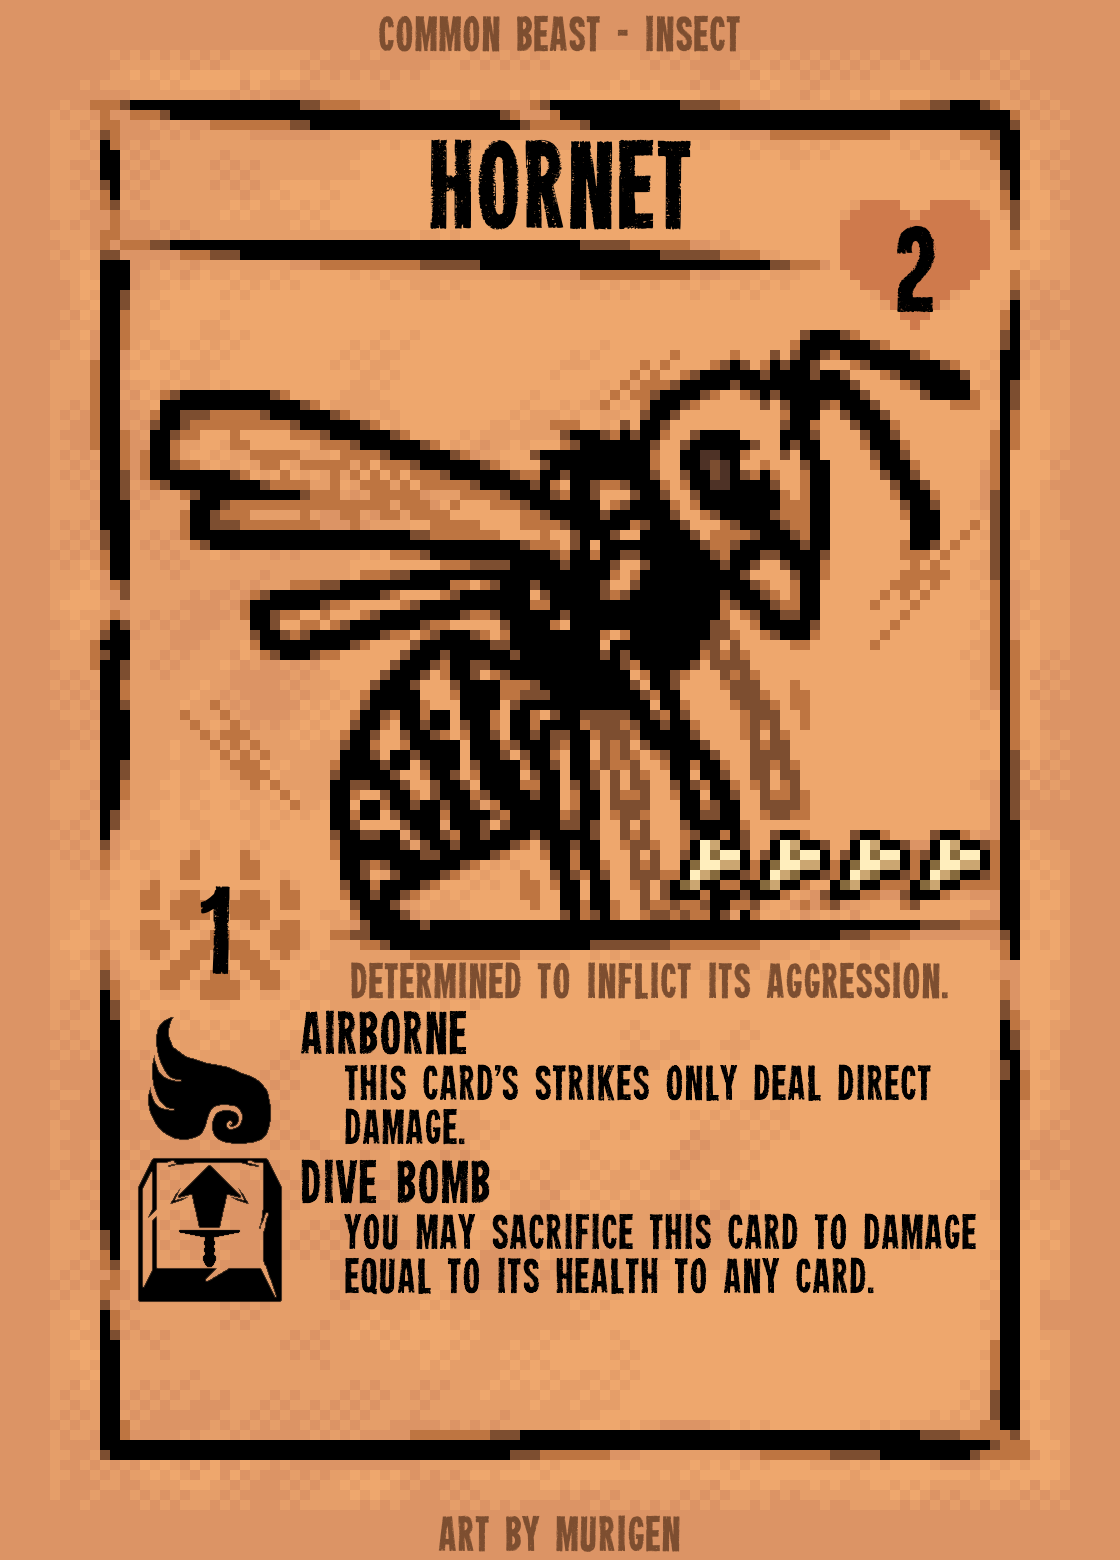 COMMON BEAST - INSECT
HORNET
2
1
DETERMINED TO INFLICT ITS AGGRESSION.
AIRBORNE
THIS CARD'S STRIKES ONLY DEAL DIRECT
DAMAGE.
DIVE BOMB
YOU MAY SACRIFICE THIS CARD TO DAMAGE
EQUAL TO ITS HEALTH TO ANY CARD.
ART BY MURIGEN